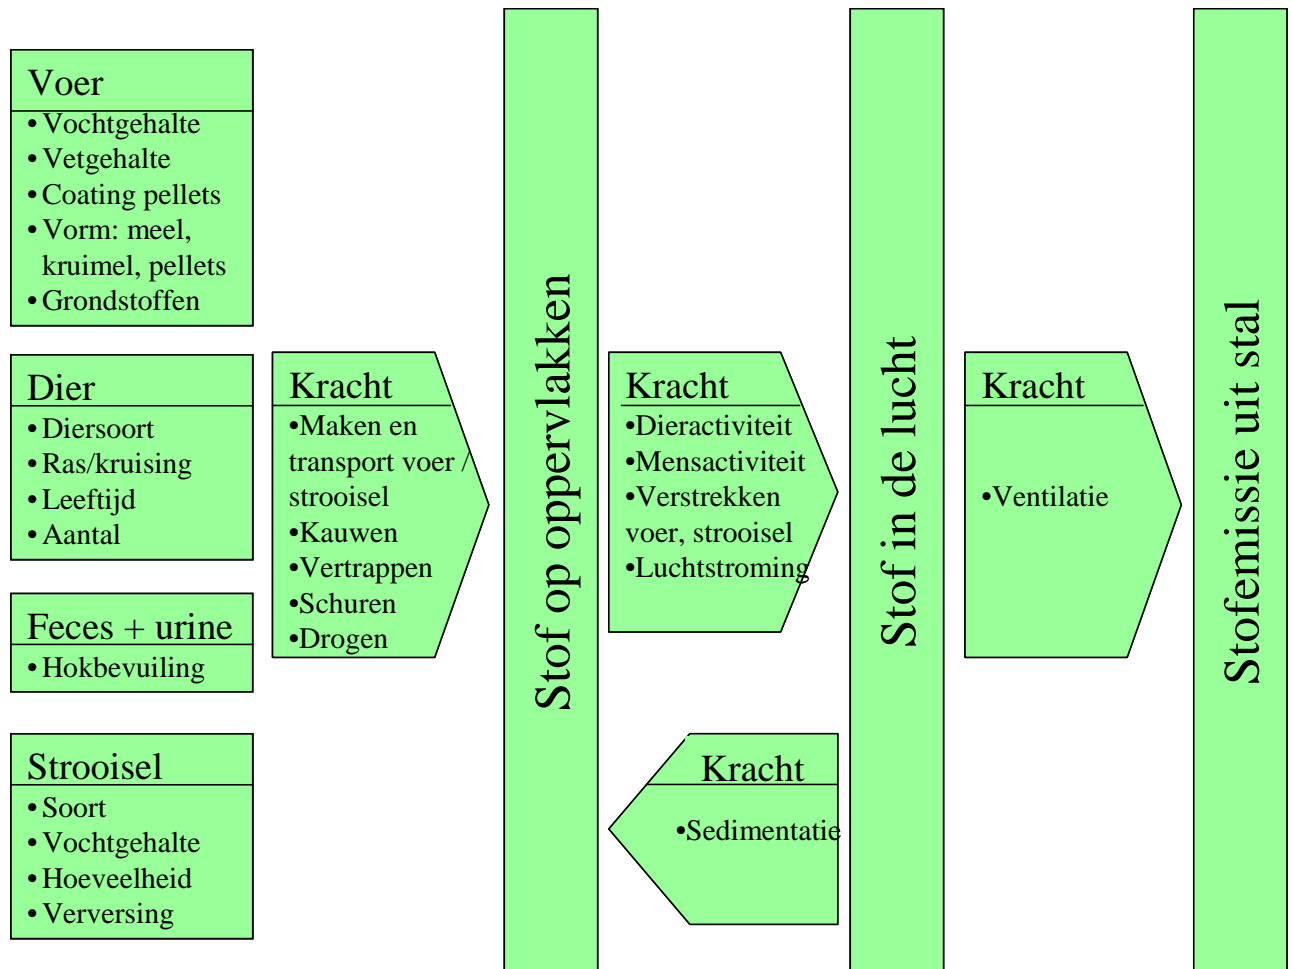 Voer
•Vochtgehalte
•Vetgehalte
•Coating pellets
•Vorm: meel,
kruimel, pellets
•Grondstoffen
Dier
•Diersoort
•Ras/kruising
•Leeftijd
•Aantal
Feces + urine
•Hokbevuiling
Strooisel
•Soort
•Vochtgehalte
•Hoeveelheid
•Verversing
Kracht
•Maken en
transport voer /
strooisel
•Kauwen
•Vertrappen
•Schuren
•Drogen
Stof op oppervlakken
Kracht
•Dieractiviteit
•Mensactiviteit
•Verstrekken
voer, strooisel
•Luchtstroming
Kracht
•Sedimentatie
Stof in de lucht
Kracht
•Ventilatie
Stofemissie uit stal